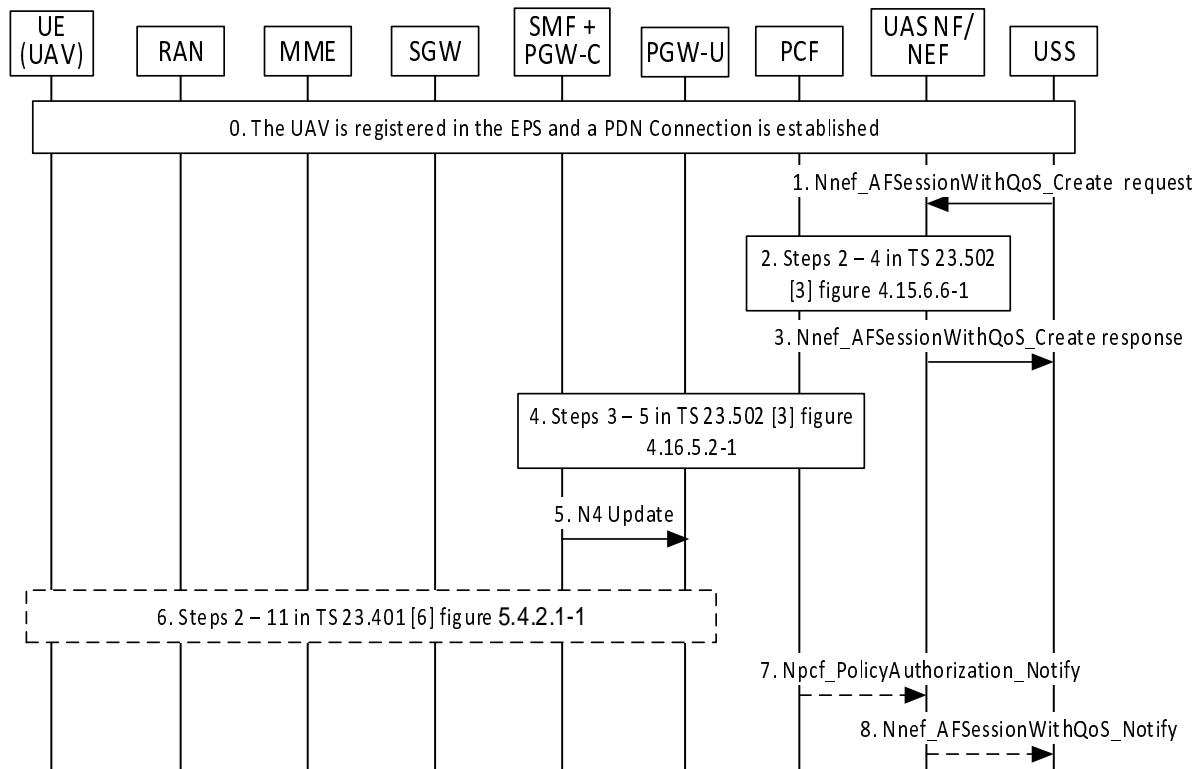 UE
(UAV)
RAN
MME
SGW
SMF +
PGW-C
PGW-U
PCF
UAS NF/
NEF
USS
0. The UAV is registered in the EPS and a PDN Connection is established
1. Nnef_AFSessionWithQoS_Create request
2. Steps 2 – 4 in TS 23.502
[3] figure 4.15.6.6-1
3. Nnef_AFSessionWithQoS_Create response
4. Steps 3 – 5 in TS 23.502 [3] figure
4.16.5.2-1
5. N4 Update
6. Steps 2 – 11 in TS 23.401 [6] figure 5.4.2.1-1
7. Npcf_PolicyAuthorization_Notify
8. Nnef_AFSessionWithQoS_Notify